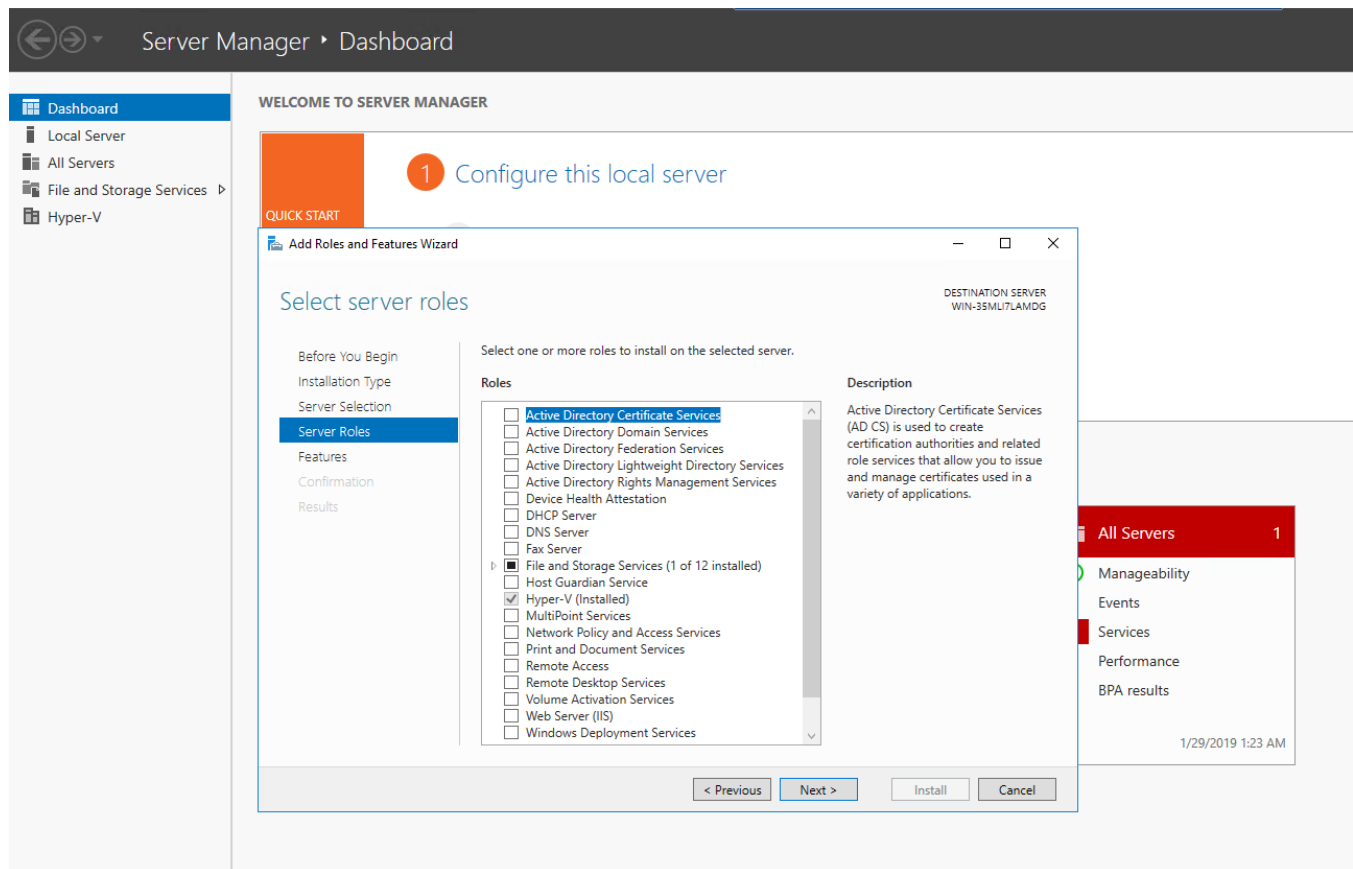 Server Manager ‣ Dashboard
Dashboard
Local Server
All Servers
File and Storage Services
Hyper-V
WELCOME TO SERVER MANAGER
QUICK START
1 Configure this local server
Add Roles and Features Wizard
Select server roles
DESTINATION SERVER
WIN-35MLI7LAMDG
Before You Begin
Installation Type
Server Selection
Server Roles
Features
Confirmation
Results
Select one or more roles to install on the selected server.
Roles
Active Directory Certificate Services
Active Directory Domain Services
Active Directory Federation Services
Active Directory Lightweight Directory Services
Active Directory Rights Management Services
Device Health Attestation
DHCP Server
DNS Server
Fax Server
File and Storage Services (1 of 12 installed)
Host Guardian Service
Hyper-V (Installed)
MultiPoint Services
Network Policy and Access Services
Print and Document Services
Remote Access
Remote Desktop Services
Volume Activation Services
Web Server (IIS)
Windows Deployment Services
Description
Active Directory Certificate Services
(AD CS) is used to create
certification authorities and related
role services that allow you to issue
and manage certificates used in a
variety of applications.
< Previous
Next >
Install
Cancel
All Servers 1
Manageability
Events
Services
Performance
BPA results
1/29/2019 1:23 AM